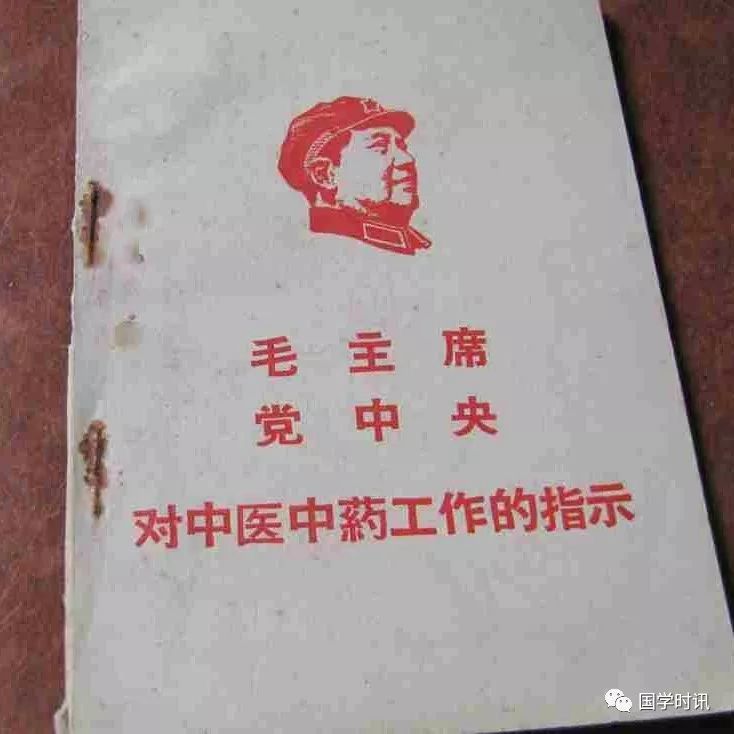 毛主席
党中央
对中医中葯工作的指示
国学时讯